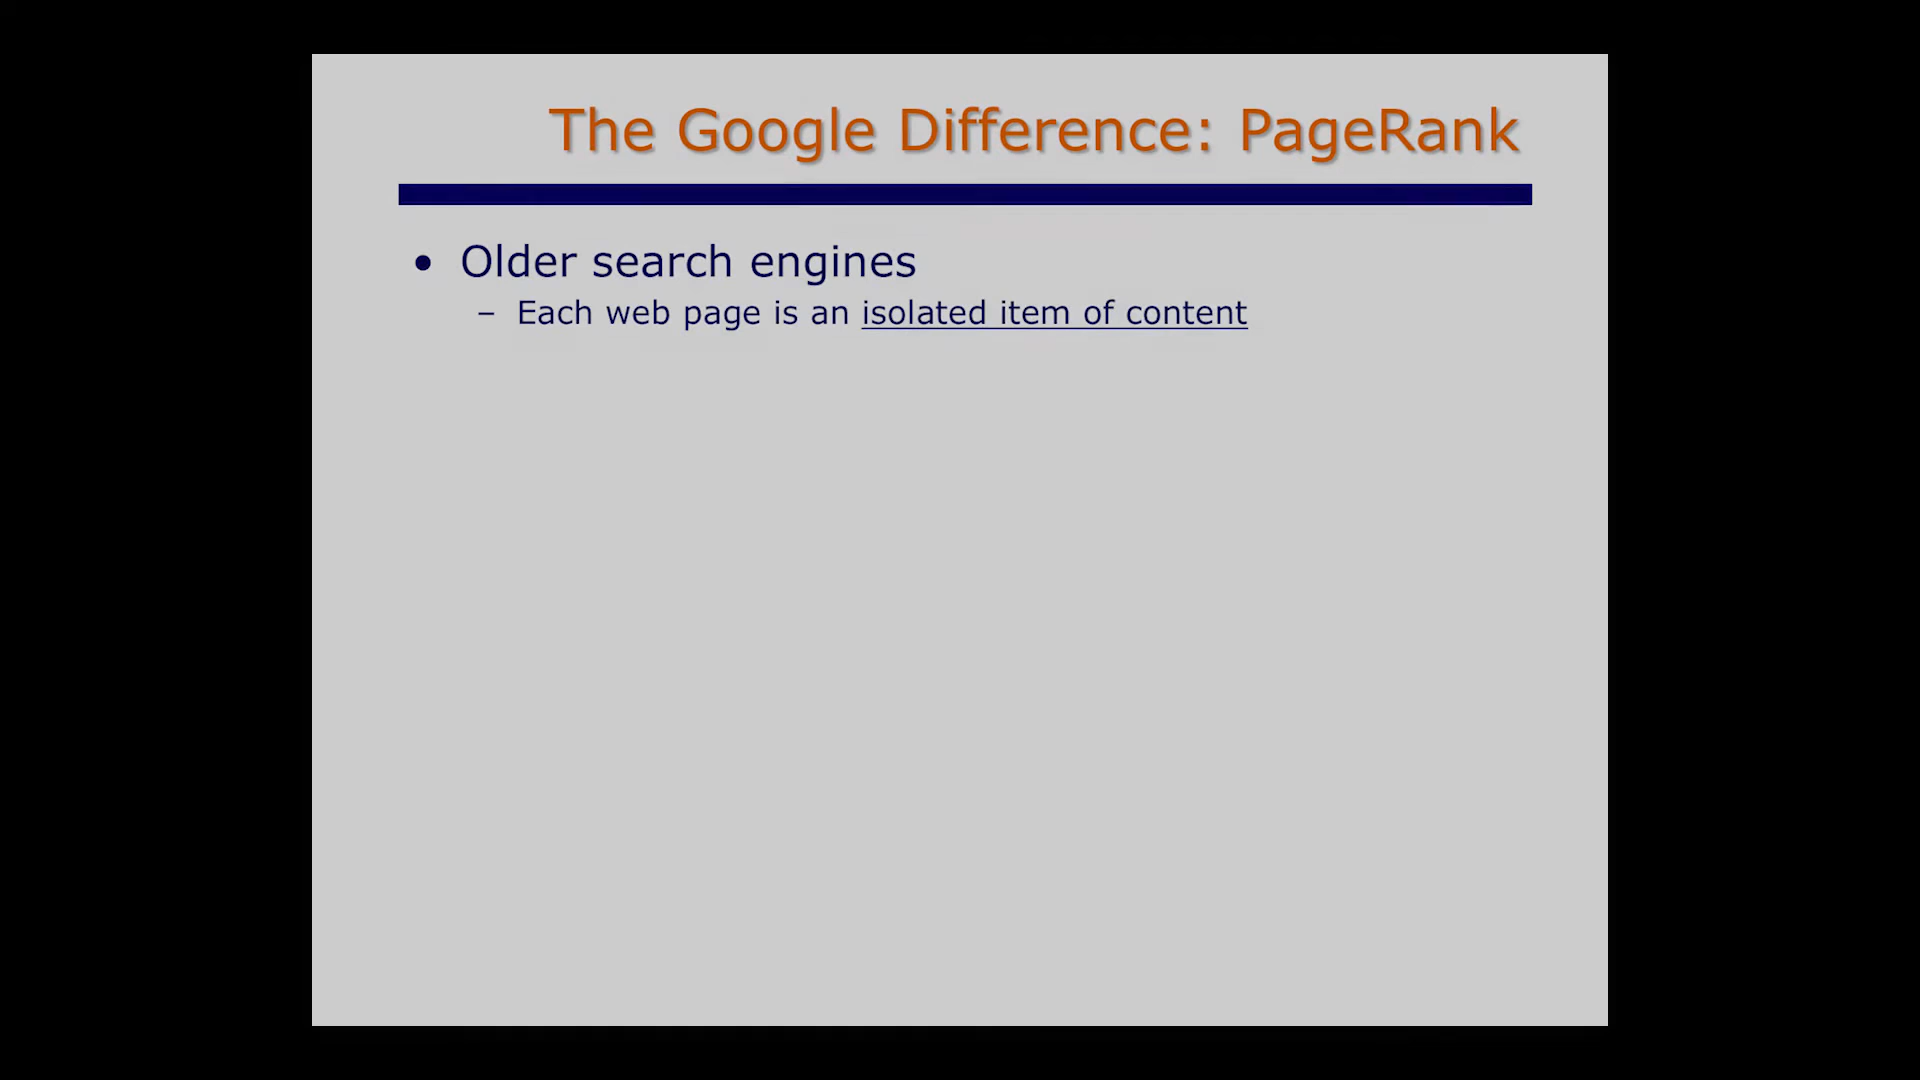 The Google Difference: PageRank
• Older search engines
– Each web page is an isolated item of content